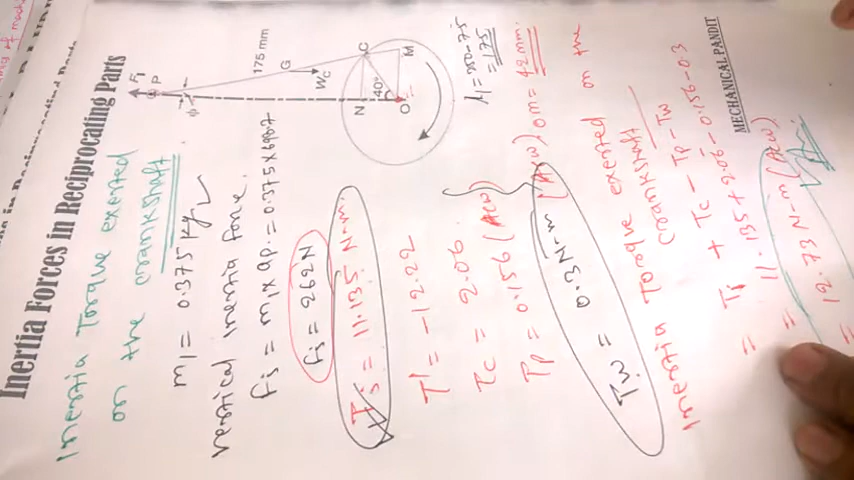 Inertia Forces in Reciprocating Parts
Inertia Torque exerted
on the crankshaft
m1 = 0.375 kg
vertical inertia force.
fi = m1 x ap. = 0.375 x 698.7
fi = 262 N
Ti = 11.135 N-m
T' = -12.22
Tc = 2.06
Tp = 0.156 (ACW)
(ACW) om = 42mm.
Tw = 0.3 N-m
Inertia Torque exerted on the
crankshaft
= Ti + Tc - Tp - Tw
= 11.135 + 2.06 - 0.156 - 0.3
= 12.73 N-m (ACW)
F1
P
φ
175 mm
G
WC
C
M
N
40°
O
l1 = 250-75
= 175
MECHANICAL PANDIT